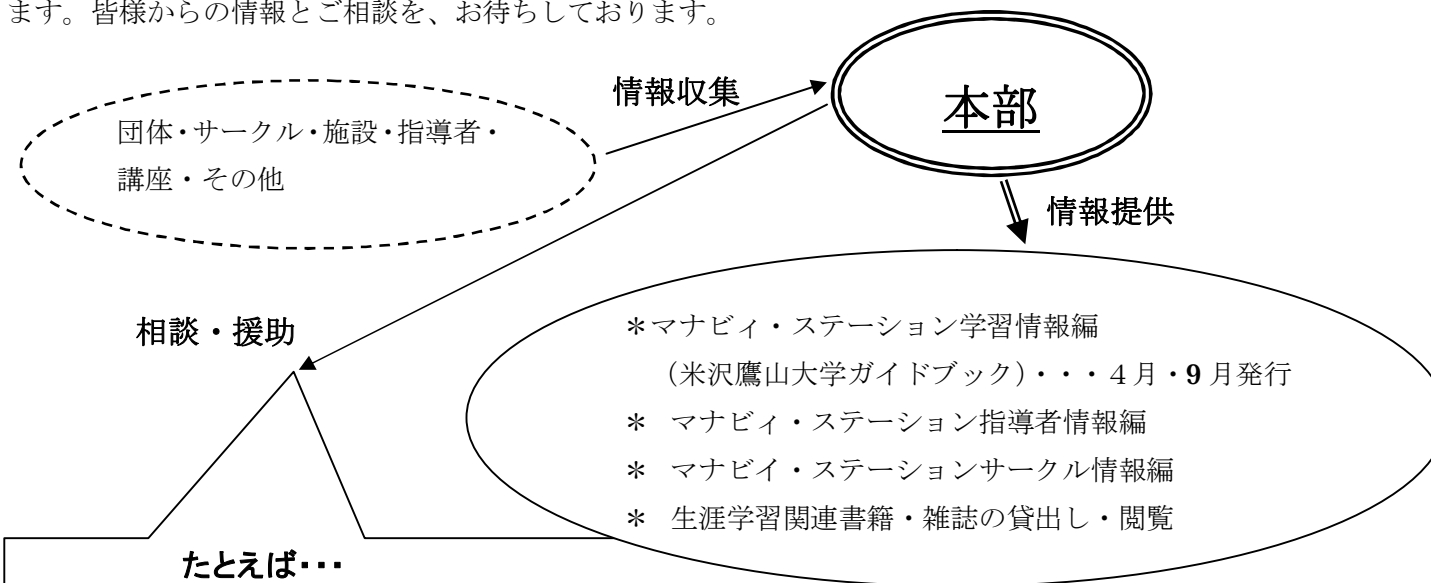 ます。皆様からの情報とご相談を、お待ちしております。
情報収集
本部
団体・サークル・施設・指導者・
講座・その他
情報提供
相談・援助
＊マナビィ・ステーション学習情報編
（米沢鷹山大学ガイドブック）・・・４月・9 月発行
＊ マナビィ・ステーション指導者情報編
＊ マナビイ・ステーションサークル情報編
＊ 生涯学習関連書籍・雑誌の貸出し・閲覧
たとえば・・・